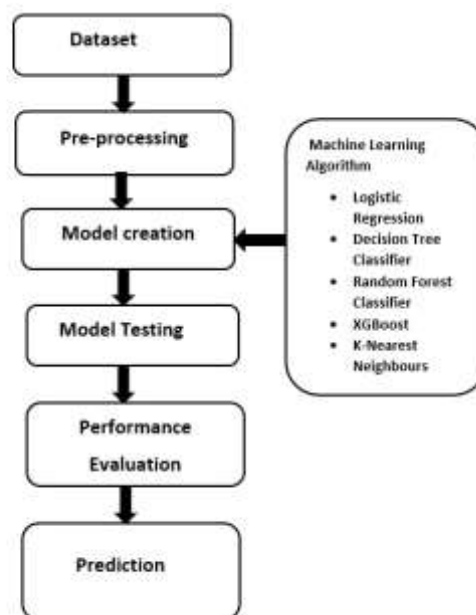 Dataset
Pre-processing
Model creation
Model Testing
Performance
Evaluation
Prediction
Machine Learning
Algorithm
• Logistic
Regression
• Decision Tree
Classifier
• Random Forest
Classifier
• XGBoost
• K-Nearest
Neighbours